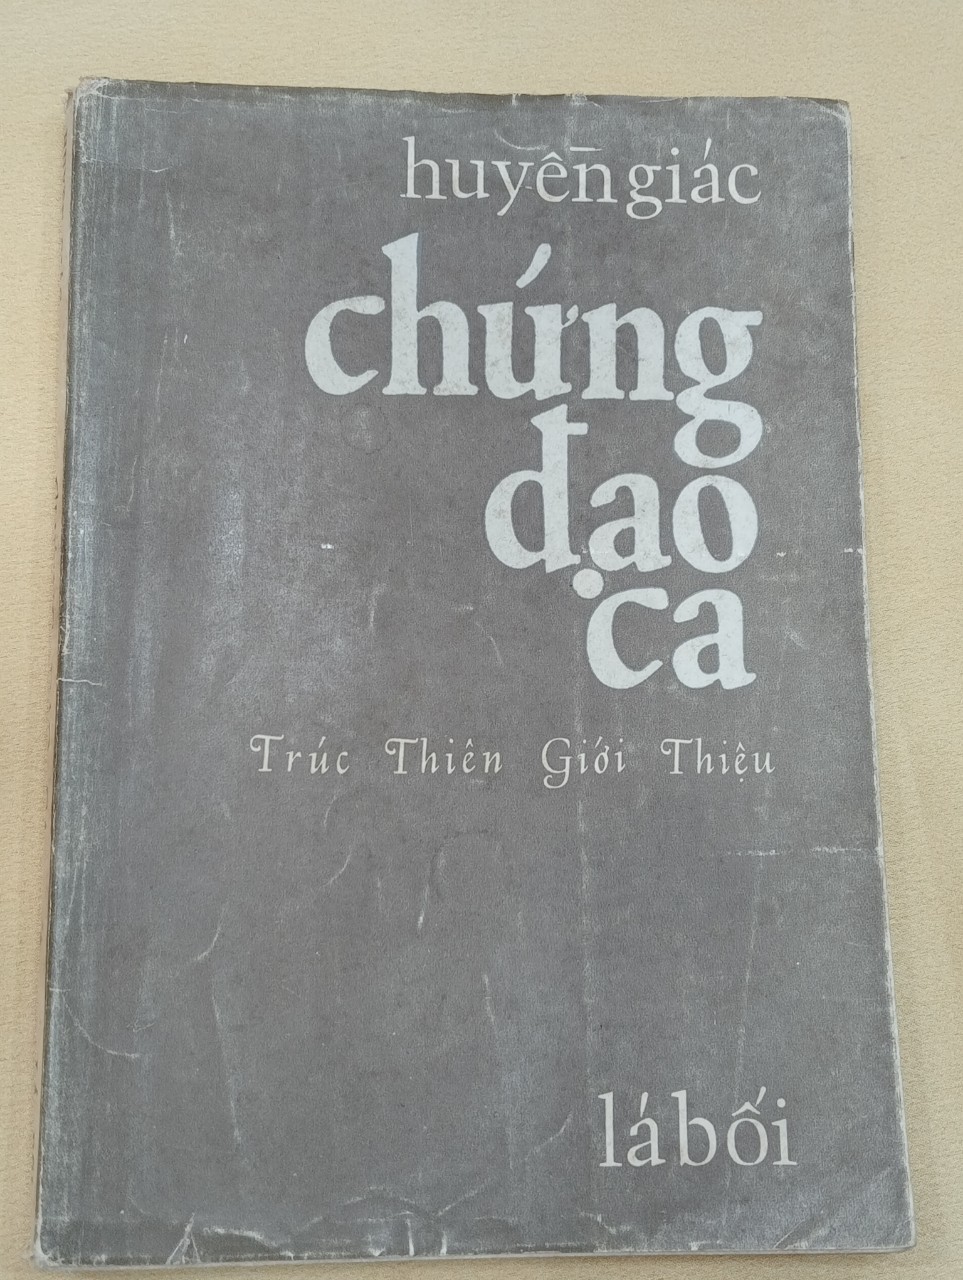 huyền giác
chứng
đạo
ca
Trúc Thiên Giới Thiệu
lá bối